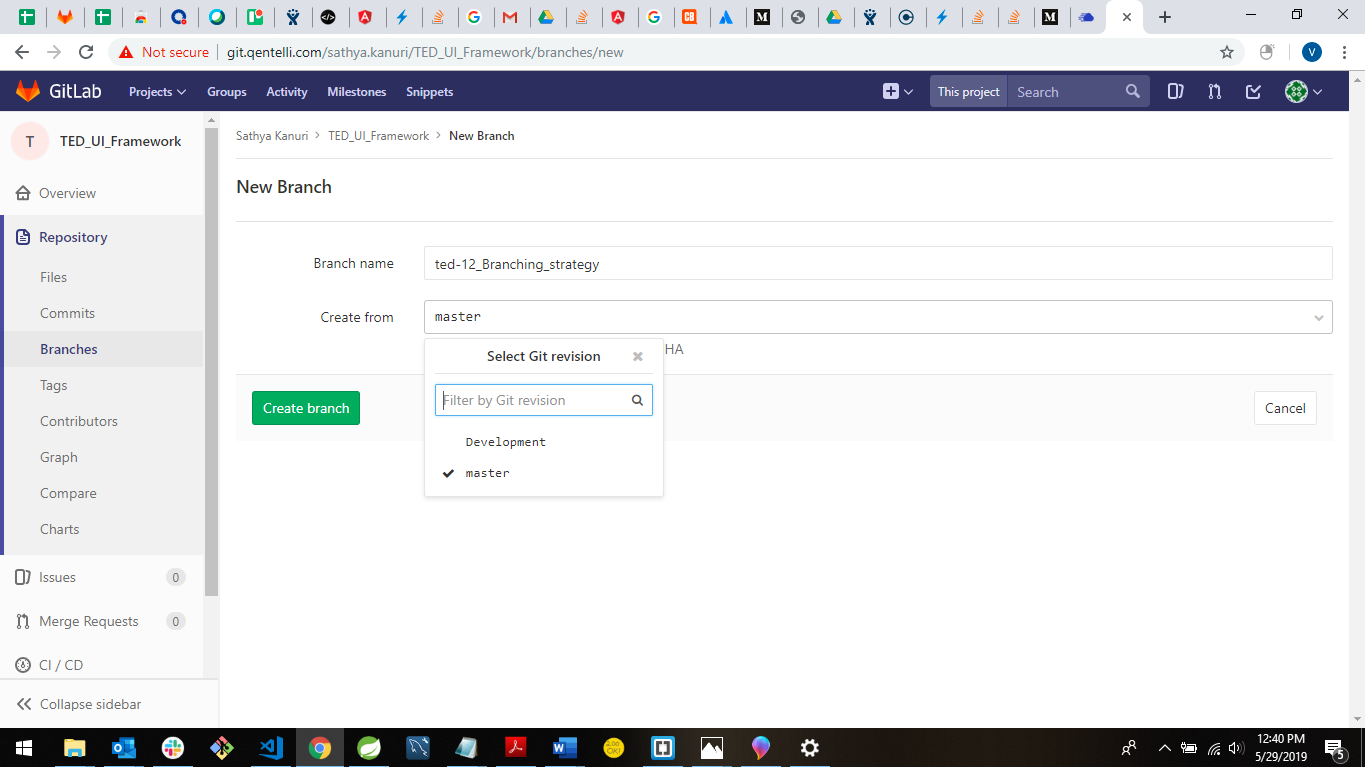 Not secure git.qentelli.com/sathya.kanuri/TED_UI_Framework/branches/new V
GitLab Projects Groups Activity Milestones Snippets This project Search
T TED_UI_Framework
Sathya Kanuri > TED_UI_Framework > New Branch
New Branch
Overview
Repository
Files
Commits
Branches
Tags
Contributors
Graph
Compare
Charts
Issues 0
Merge Requests 0
CI / CD
Collapse sidebar
Branch name ted-12_Branching_strategy
Create from master
HA
Select Git revision
Filter by Git revision
Development
master
Create branch
Cancel
12:40 PM
5/29/2019
5